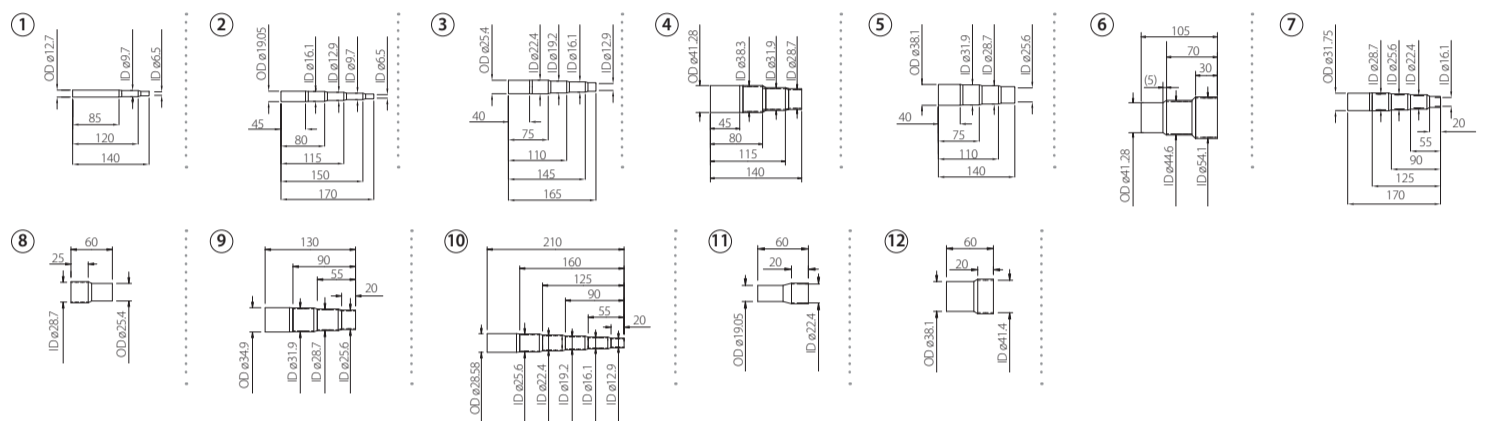 1
OD ø12.7
ID ø9.7
ID ø6.5
85
120
140
2
OD ø19.05
ID ø16.1
ID ø12.9
ID ø9.7
ID ø6.5
45
80
115
150
170
3
OD ø25.4
ID ø22.4
ID ø19.2
ID ø16.1
ID ø12.9
40
75
110
145
165
4
OD ø41.28
ID ø38.3
ID ø31.9
ID ø28.7
45
80
115
140
5
OD ø38.1
ID ø31.9
ID ø28.7
ID ø25.6
40
75
110
140
6
105
70
30
(5)
OD ø41.28
ID ø44.6
ID ø54.1
7
OD ø31.75
ID ø28.7
ID ø25.6
ID ø22.4
ID ø16.1
20
55
90
125
170
8
60
25
ID ø28.7
OD ø25.4
9
130
90
55
20
OD ø34.9
ID ø31.9
ID ø28.7
ID ø25.6
10
210
160
125
90
55
20
OD ø28.58
ID ø25.6
ID ø22.4
ID ø19.2
ID ø16.1
ID ø12.9
11
60
20
OD ø19.05
ID ø22.4
12
60
20
OD ø38.1
ID ø41.4